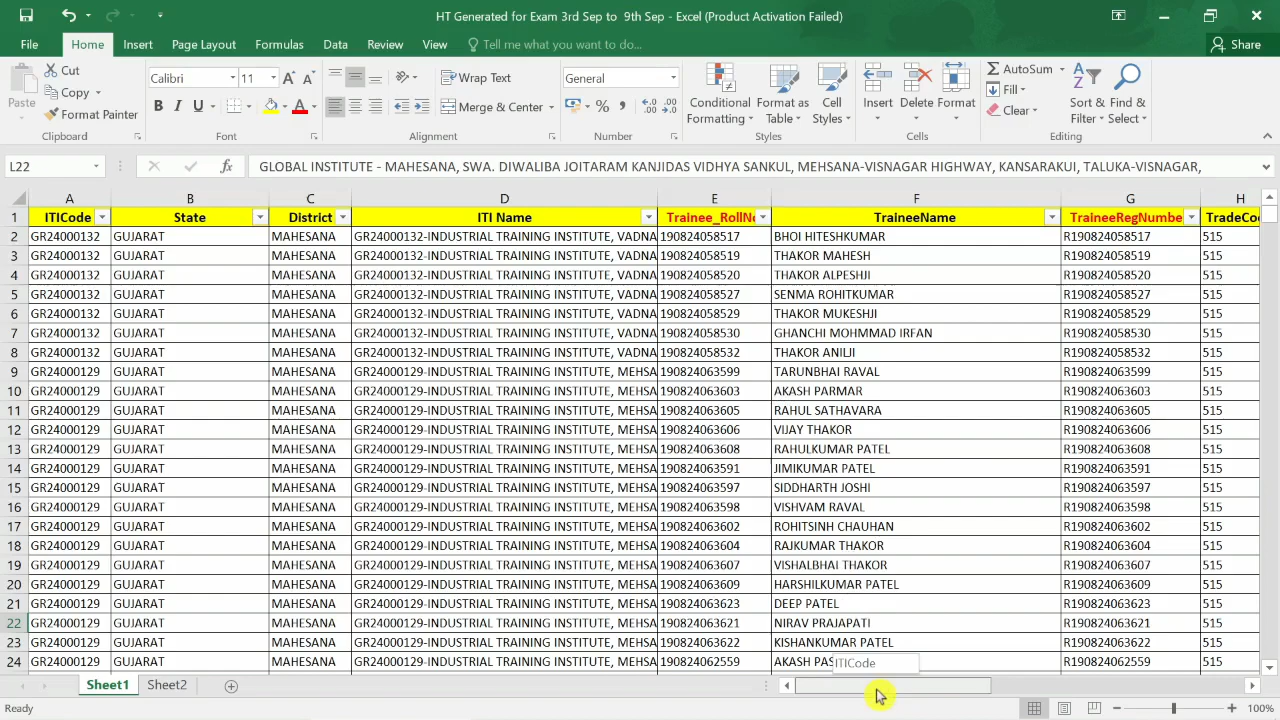 HT Generated for Exam 3rd Sep to 9th Sep - Excel (Product Activation Failed)
File Home Insert Page Layout Formulas Data Review View Tell me what you want to do... Share
Paste Cut Copy Format Painter Clipboard
Calibri 11 B I U A Font
Wrap Text Merge & Center Alignment
General % , Number
Conditional Formatting Format as Table Cell Styles Styles
Insert Delete Format Cells
AutoSum Fill Clear Sort & Filter Find & Select Editing
L22 fx GLOBAL INSTITUTE - MAHESANA, SWA. DIWALIBA JOITARAM KANJIDAS VIDHYA SANKUL, MEHSANA-VISNAGAR HIGHWAY, KANSARAKUI, TALUKA-VISNAGAR,
A B C D E F G H
1 ITICode State District ITI Name Trainee_RollNo TraineeName TraineeRegNumbe TradeCod
2 GR24000132 GUJARAT MAHESANA GR24000132-INDUSTRIAL TRAINING INSTITUTE, VADNA 190824058517 BHOI HITESHKUMAR R190824058517 515
3 GR24000132 GUJARAT MAHESANA GR24000132-INDUSTRIAL TRAINING INSTITUTE, VADNA 190824058519 THAKOR MAHESH R190824058519 515
4 GR24000132 GUJARAT MAHESANA GR24000132-INDUSTRIAL TRAINING INSTITUTE, VADNA 190824058520 THAKOR ALPESHJI R190824058520 515
5 GR24000132 GUJARAT MAHESANA GR24000132-INDUSTRIAL TRAINING INSTITUTE, VADNA 190824058527 SENMA ROHITKUMAR R190824058527 515
6 GR24000132 GUJARAT MAHESANA GR24000132-INDUSTRIAL TRAINING INSTITUTE, VADNA 190824058529 THAKOR MUKESHJI R190824058529 515
7 GR24000132 GUJARAT MAHESANA GR24000132-INDUSTRIAL TRAINING INSTITUTE, VADNA 190824058530 GHANCHI MOHMMAD IRFAN R190824058530 515
8 GR24000132 GUJARAT MAHESANA GR24000132-INDUSTRIAL TRAINING INSTITUTE, VADNA 190824058532 THAKOR ANILJI R190824058532 515
9 GR24000129 GUJARAT MAHESANA GR24000129-INDUSTRIAL TRAINING INSTITUTE, MEHSA 190824063599 TARUNBHAI RAVAL R190824063599 515
10 GR24000129 GUJARAT MAHESANA GR24000129-INDUSTRIAL TRAINING INSTITUTE, MEHSA 190824063603 AKASH PARMAR R190824063603 515
11 GR24000129 GUJARAT MAHESANA GR24000129-INDUSTRIAL TRAINING INSTITUTE, MEHSA 190824063605 RAHUL SATHAVARA R190824063605 515
12 GR24000129 GUJARAT MAHESANA GR24000129-INDUSTRIAL TRAINING INSTITUTE, MEHSA 190824063606 VIJAY THAKOR R190824063606 515
13 GR24000129 GUJARAT MAHESANA GR24000129-INDUSTRIAL TRAINING INSTITUTE, MEHSA 190824063608 RAHULKUMAR PATEL R190824063608 515
14 GR24000129 GUJARAT MAHESANA GR24000129-INDUSTRIAL TRAINING INSTITUTE, MEHSA 190824063591 JIMIKUMAR PATEL R190824063591 515
15 GR24000129 GUJARAT MAHESANA GR24000129-INDUSTRIAL TRAINING INSTITUTE, MEHSA 190824063597 SIDDHARTH JOSHI R190824063597 515
16 GR24000129 GUJARAT MAHESANA GR24000129-INDUSTRIAL TRAINING INSTITUTE, MEHSA 190824063598 VISHVAM RAVAL R190824063598 515
17 GR24000129 GUJARAT MAHESANA GR24000129-INDUSTRIAL TRAINING INSTITUTE, MEHSA 190824063602 ROHITSINH CHAUHAN R190824063602 515
18 GR24000129 GUJARAT MAHESANA GR24000129-INDUSTRIAL TRAINING INSTITUTE, MEHSA 190824063604 RAJKUMAR THAKOR R190824063604 515
19 GR24000129 GUJARAT MAHESANA GR24000129-INDUSTRIAL TRAINING INSTITUTE, MEHSA 190824063607 VISHALBHAI THAKOR R190824063607 515
20 GR24000129 GUJARAT MAHESANA GR24000129-INDUSTRIAL TRAINING INSTITUTE, MEHSA 190824063609 HARSHILKUMAR PATEL R190824063609 515
21 GR24000129 GUJARAT MAHESANA GR24000129-INDUSTRIAL TRAINING INSTITUTE, MEHSA 190824063623 DEEP PATEL R190824063623 515
22 GR24000129 GUJARAT MAHESANA GR24000129-INDUSTRIAL TRAINING INSTITUTE, MEHSA 190824063621 NIRAV PRAJAPATI R190824063621 515
23 GR24000129 GUJARAT MAHESANA GR24000129-INDUSTRIAL TRAINING INSTITUTE, MEHSA 190824063622 KISHANKUMAR PATEL R190824063622 515
24 GR24000129 GUJARAT MAHESANA GR24000129-INDUSTRIAL TRAINING INSTITUTE, MEHSA 190824062559 AKASH PAS R190824062559 515
ITICode
Sheet1 Sheet2
Ready 100%